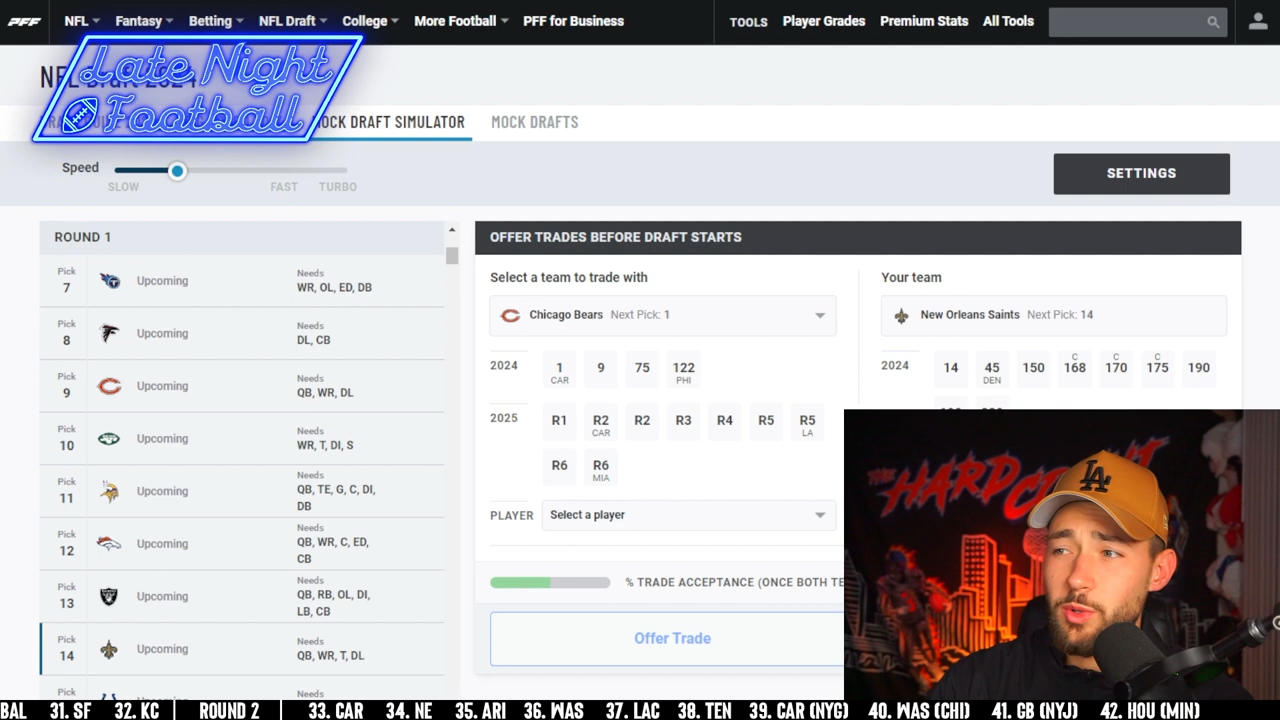 PFF NFL Fantasy Betting NFL Draft College More Football PFF for Business TOOLS Player Grades Premium Stats All Tools
NFL Draft 2024
Late Night
Football
MOCK DRAFT SIMULATOR MOCK DRAFTS
Speed
SLOW FAST TURBO
SETTINGS
ROUND 1
Pick 7 Upcoming Needs WR, OL, ED, DB
Pick 8 Upcoming Needs DL, CB
Pick 9 Upcoming Needs QB, WR, DL
Pick 10 Upcoming Needs WR, T, DI, S
Pick 11 Upcoming Needs QB, TE, G, C, DI,
DB
Pick 12 Upcoming Needs QB, WR, C, ED,
CB
Pick 13 Upcoming Needs QB, RB, OL, DI,
LB, CB
Pick 14 Upcoming Needs QB, WR, T, DL
Pick Needs
OFFER TRADES BEFORE DRAFT STARTS
Select a team to trade with
Chicago Bears Next Pick: 1
2024 1 CAR 9 75 122 PHI
2025 R1 R2 CAR R2 R3 R4 R5 R5 LA
R6 R6 MIA
PLAYER Select a player
% TRADE ACCEPTANCE (ONCE BOTH TE
Offer Trade
Your team
New Orleans Saints Next Pick: 14
2024 14 45 DEN 150 C 168 C 170 C 175 190
THE HARD CO
LA
BAL 31. SF 32. KC ROUND 2 33. CAR 34. NE 35. ARI 36. WAS 37. LAC 38. TEN 39. CAR (NYG) 40. WAS (CHI) 41. GB (NYJ) 42. HOU (MIN)